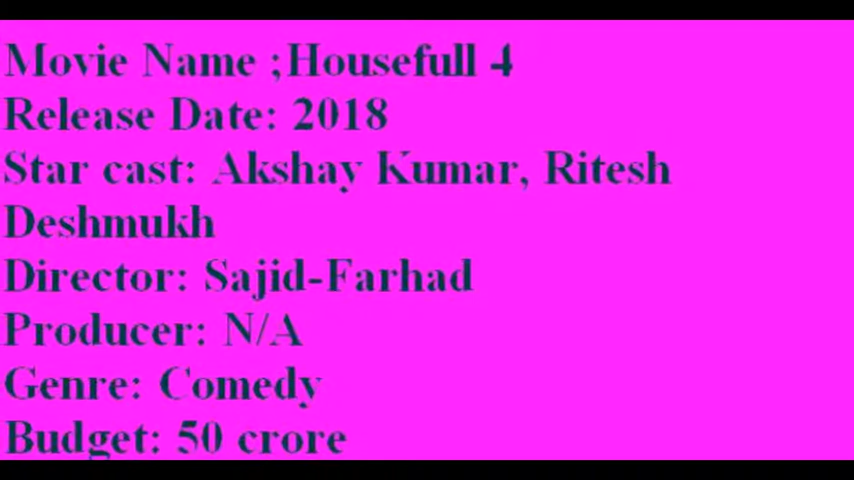 Movie Name ;Housefull 4
Release Date: 2018
Star cast: Akshay Kumar, Ritesh
Deshmukh
Director: Sajid-Farhad
Producer: N/A
Genre: Comedy
Budget: 50 crore